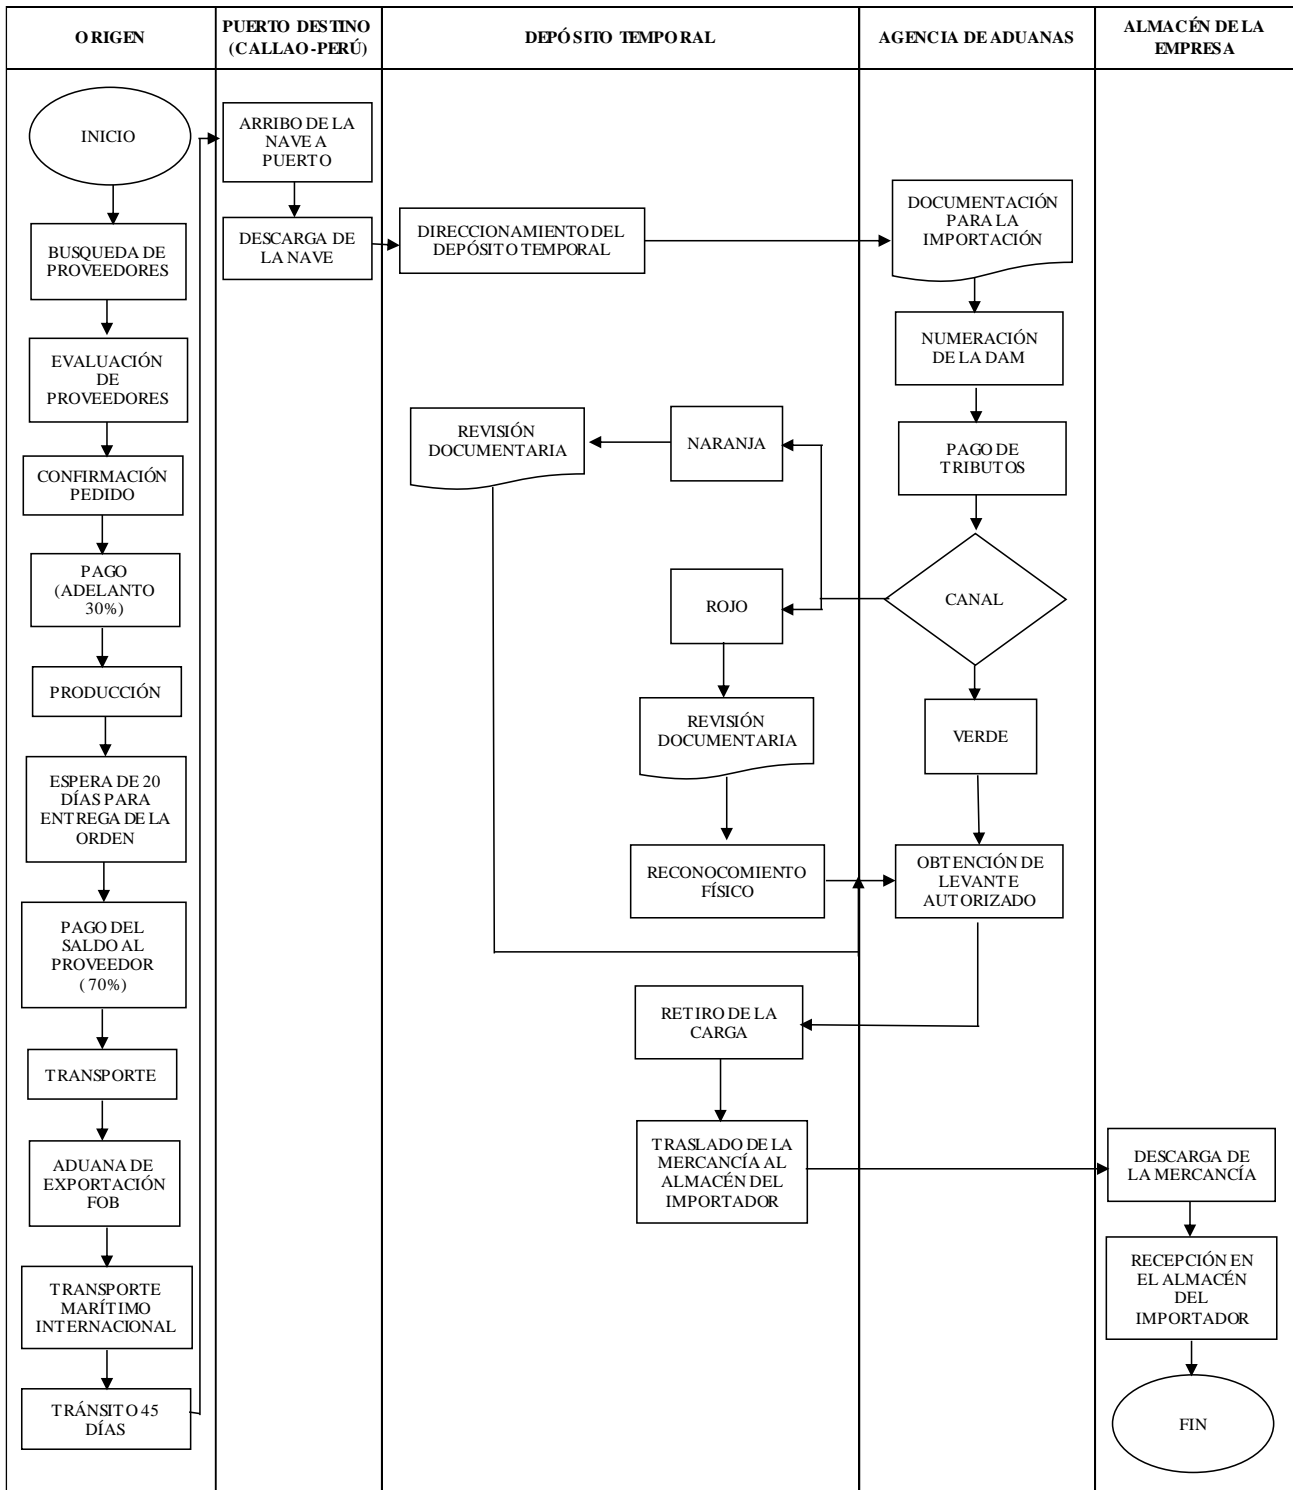 ORIGEN
PUERTO DESTINO
(CALLAO-PERÚ)
DEPÓSITO TEMPORAL
AGENCIA DE ADUANAS
ALMACÉN DE LA
EMPRESA
INICIO
BUSQUEDA DE
PROVEEDORES
EVALUACIÓN
DE
PROVEEDORES
CONFIRMACIÓN
PEDIDO
PAGO
(ADELANTO
30%)
PRODUCCIÓN
ESPERA DE 20
DÍAS PARA
ENTREGA DE LA
ORDEN
PAGO DEL
SALDO AL
PROVEEDOR
( 70%)
TRANSPORTE
ADUANA DE
EXPORTACIÓN
FOB
TRANSPORTE
MARÍTIMO
INTERNACIONAL
TRÁNSITO 45
DÍAS
ARRIBO DE LA
NAVE A
PUERTO
DESCARGA DE
LA NAVE
DIRECCIONAMIENTO DEL
DEPÓSITO TEMPORAL
DOCUMENTACIÓN
PARA LA
IMPORTACIÓN
NUMERACIÓN
DE LA DAM
PAGO DE
TRIBUTOS
CANAL
NARANJA
REVISIÓN
DOCUMENTARIA
ROJO
REVISIÓN
DOCUMENTARIA
RECONOCIMIENTO
FÍSICO
VERDE
OBTENCIÓN DE
LEVANTE
AUTORIZADO
RETIRO DE LA
CARGA
TRASLADO DE LA
MERCANCÍA AL
ALMACÉN DEL
IMPORTADOR
DESCARGA DE
LA MERCANCÍA
RECEPCIÓN EN
EL ALMACÉN
DEL
IMPORTADOR
FIN